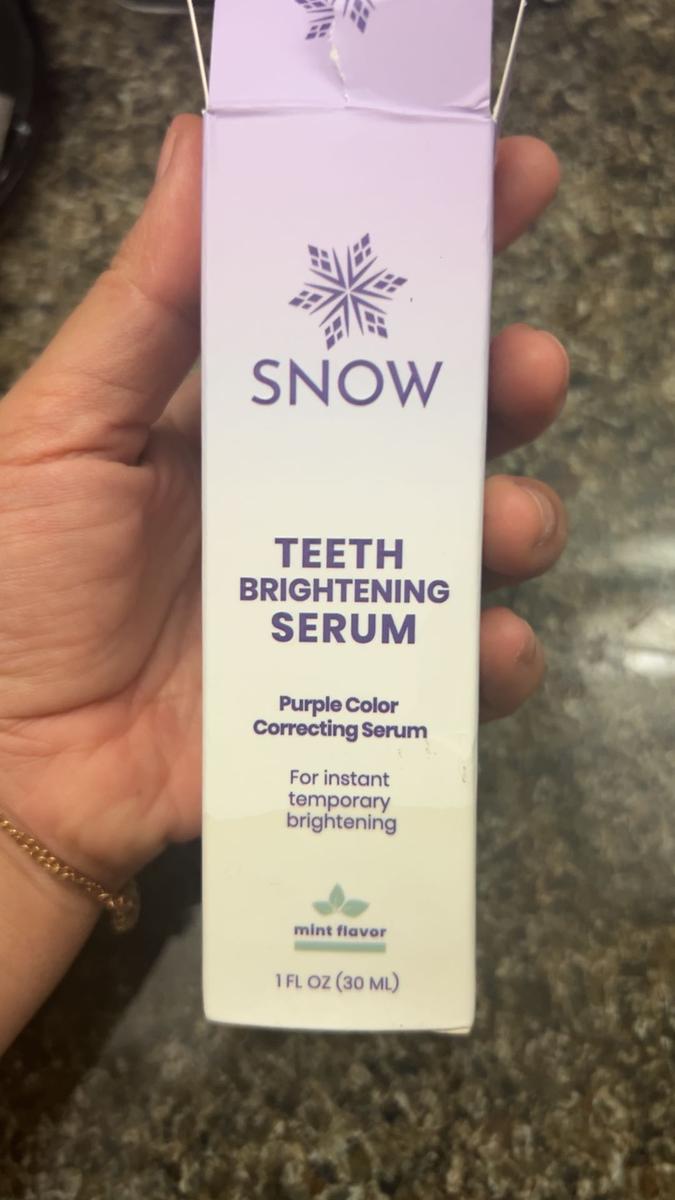 SNOW
TEETH
BRIGHTENING
SERUM
Purple Color
Correcting Serum
For instant
temporary
brightening
mint flavor
1 FL OZ (30 ML)